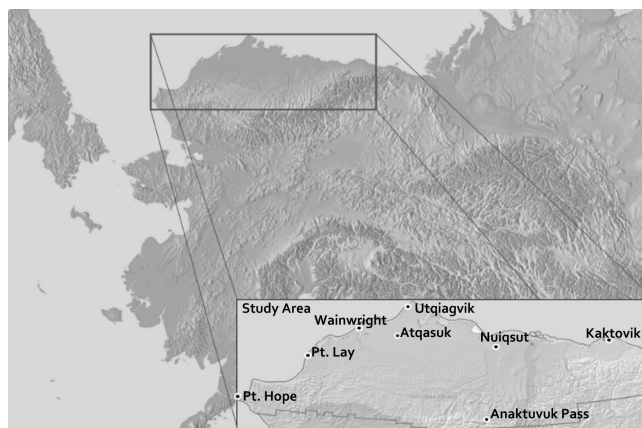 Study Area
Utqiagvik
Wainwright
Atqasuk
Nuiqsut
Kaktovik
Pt. Lay
Pt. Hope
Anaktuvuk Pass